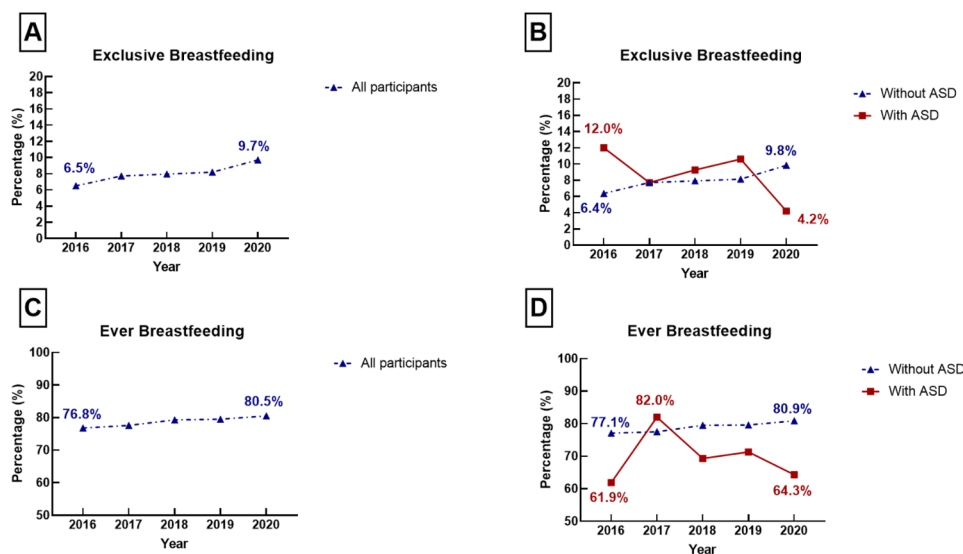 A
Exclusive Breastfeeding
All participants
Percentage (%)
20
18
16
14
12
10
8
6
4
2
0
6.5%
9.7%
2016 2017 2018 2019 2020
Year
B
Exclusive Breastfeeding
Without ASD
With ASD
Percentage (%)
20
18
16
14
12
10
8
6
4
2
0
12.0%
9.8%
6.4%
4.2%
2016 2017 2018 2019 2020
Year
C
Ever Breastfeeding
All participants
Percentage (%)
100
90
80
70
60
50
76.8%
80.5%
2016 2017 2018 2019 2020
Year
D
Ever Breastfeeding
Without ASD
With ASD
Percentage (%)
100
90
80
70
60
50
77.1%
82.0%
80.9%
61.9%
64.3%
2016 2017 2018 2019 2020
Year